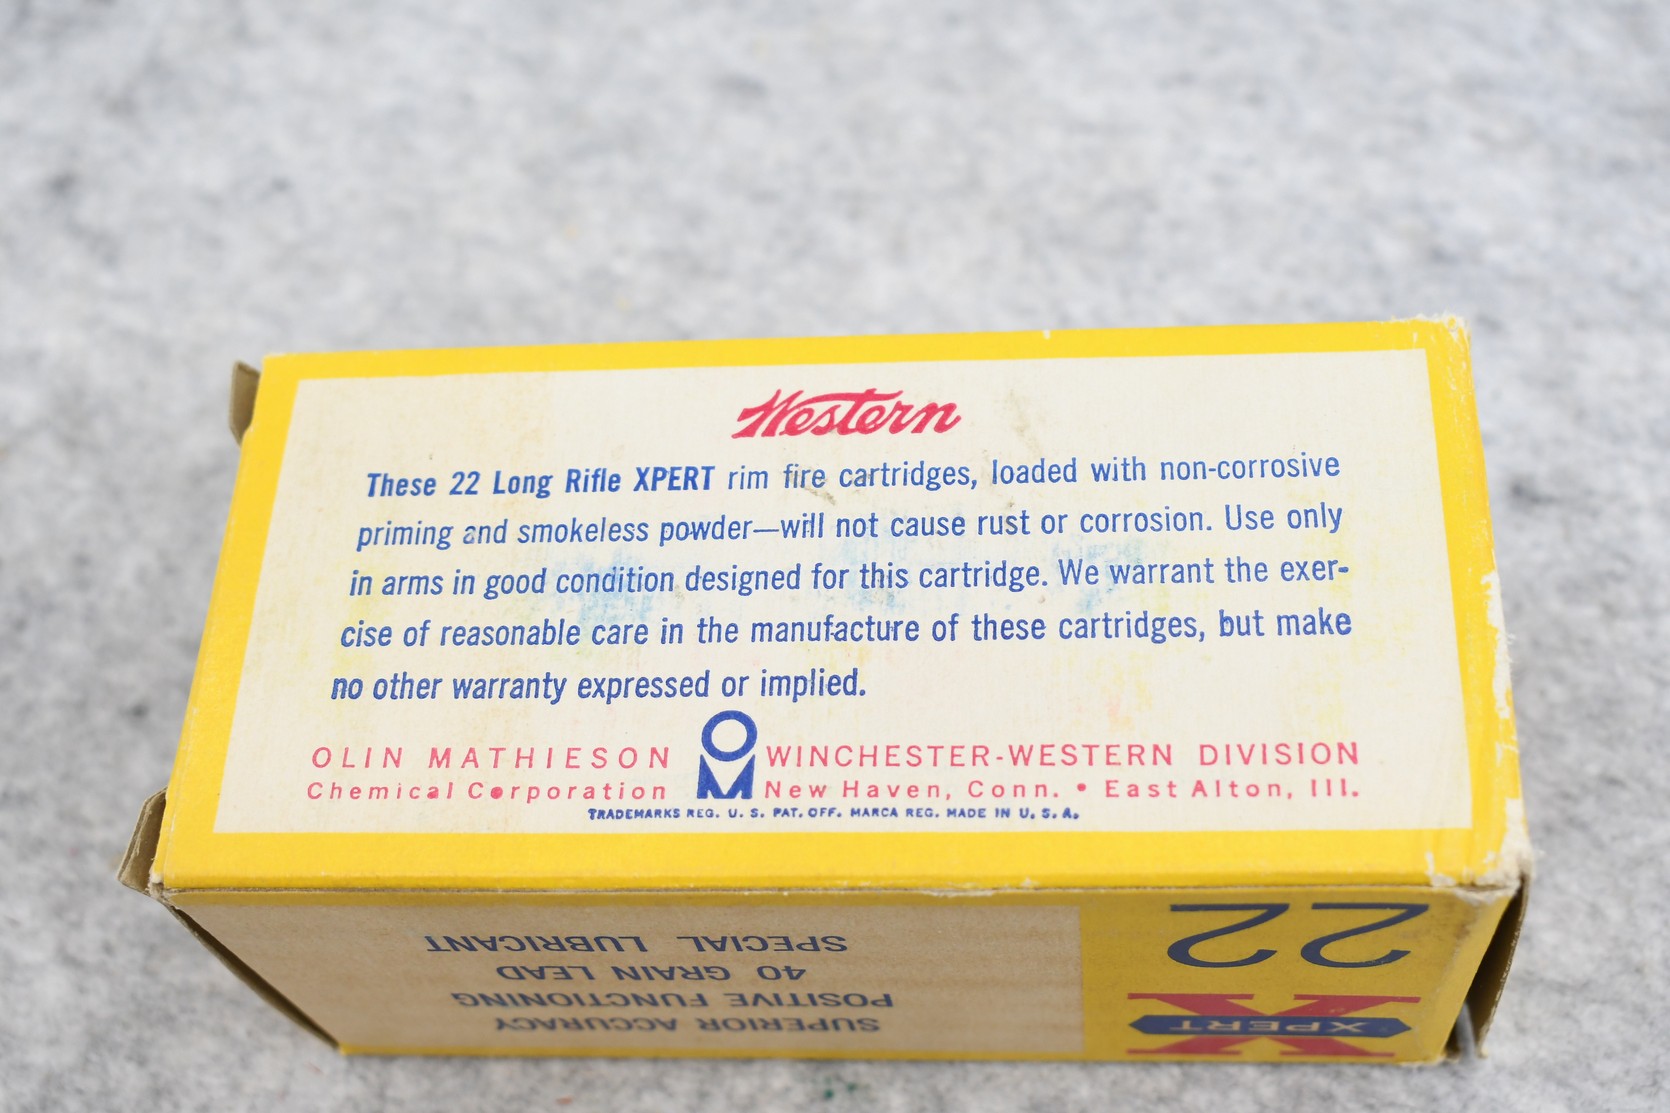 Western
These 22 Long Rifle XPERT rim fire cartridges, loaded with non-corrosive
priming and smokeless powder—will not cause rust or corrosion. Use only
in arms in good condition designed for this cartridge. We warrant the exer-
cise of reasonable care in the manufacture of these cartridges, but make
no other warranty expressed or implied.
OLIN MATHIESON OM WINCHESTER-WESTERN DIVISION
Chemical Corporation New Haven, Conn. • East Alton, Ill.
TRADEMARKS REG. U. S. PAT. OFF. MARCA REG. MADE IN U. S. A.
SUPERIOR ACCURACY
POSITIVE FUNCTIONING
40 GRAIN LEAD
SPECIAL LUBRICANT
X
XPERT
22